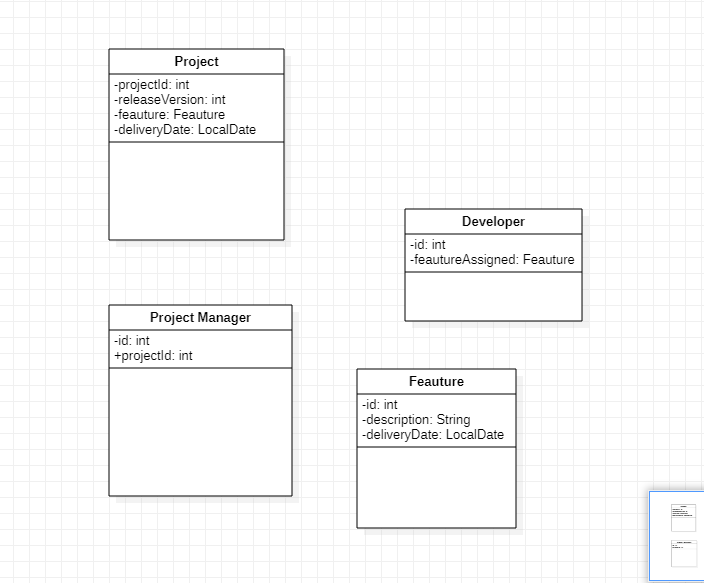 Project
-projectId: int
-releaseVersion: int
-feauture: Feauture
-deliveryDate: LocalDate
Developer
-id: int
-feautureAssigned: Feauture
Project Manager
-id: int
+projectId: int
Feauture
-id: int
-description: String
-deliveryDate: LocalDate